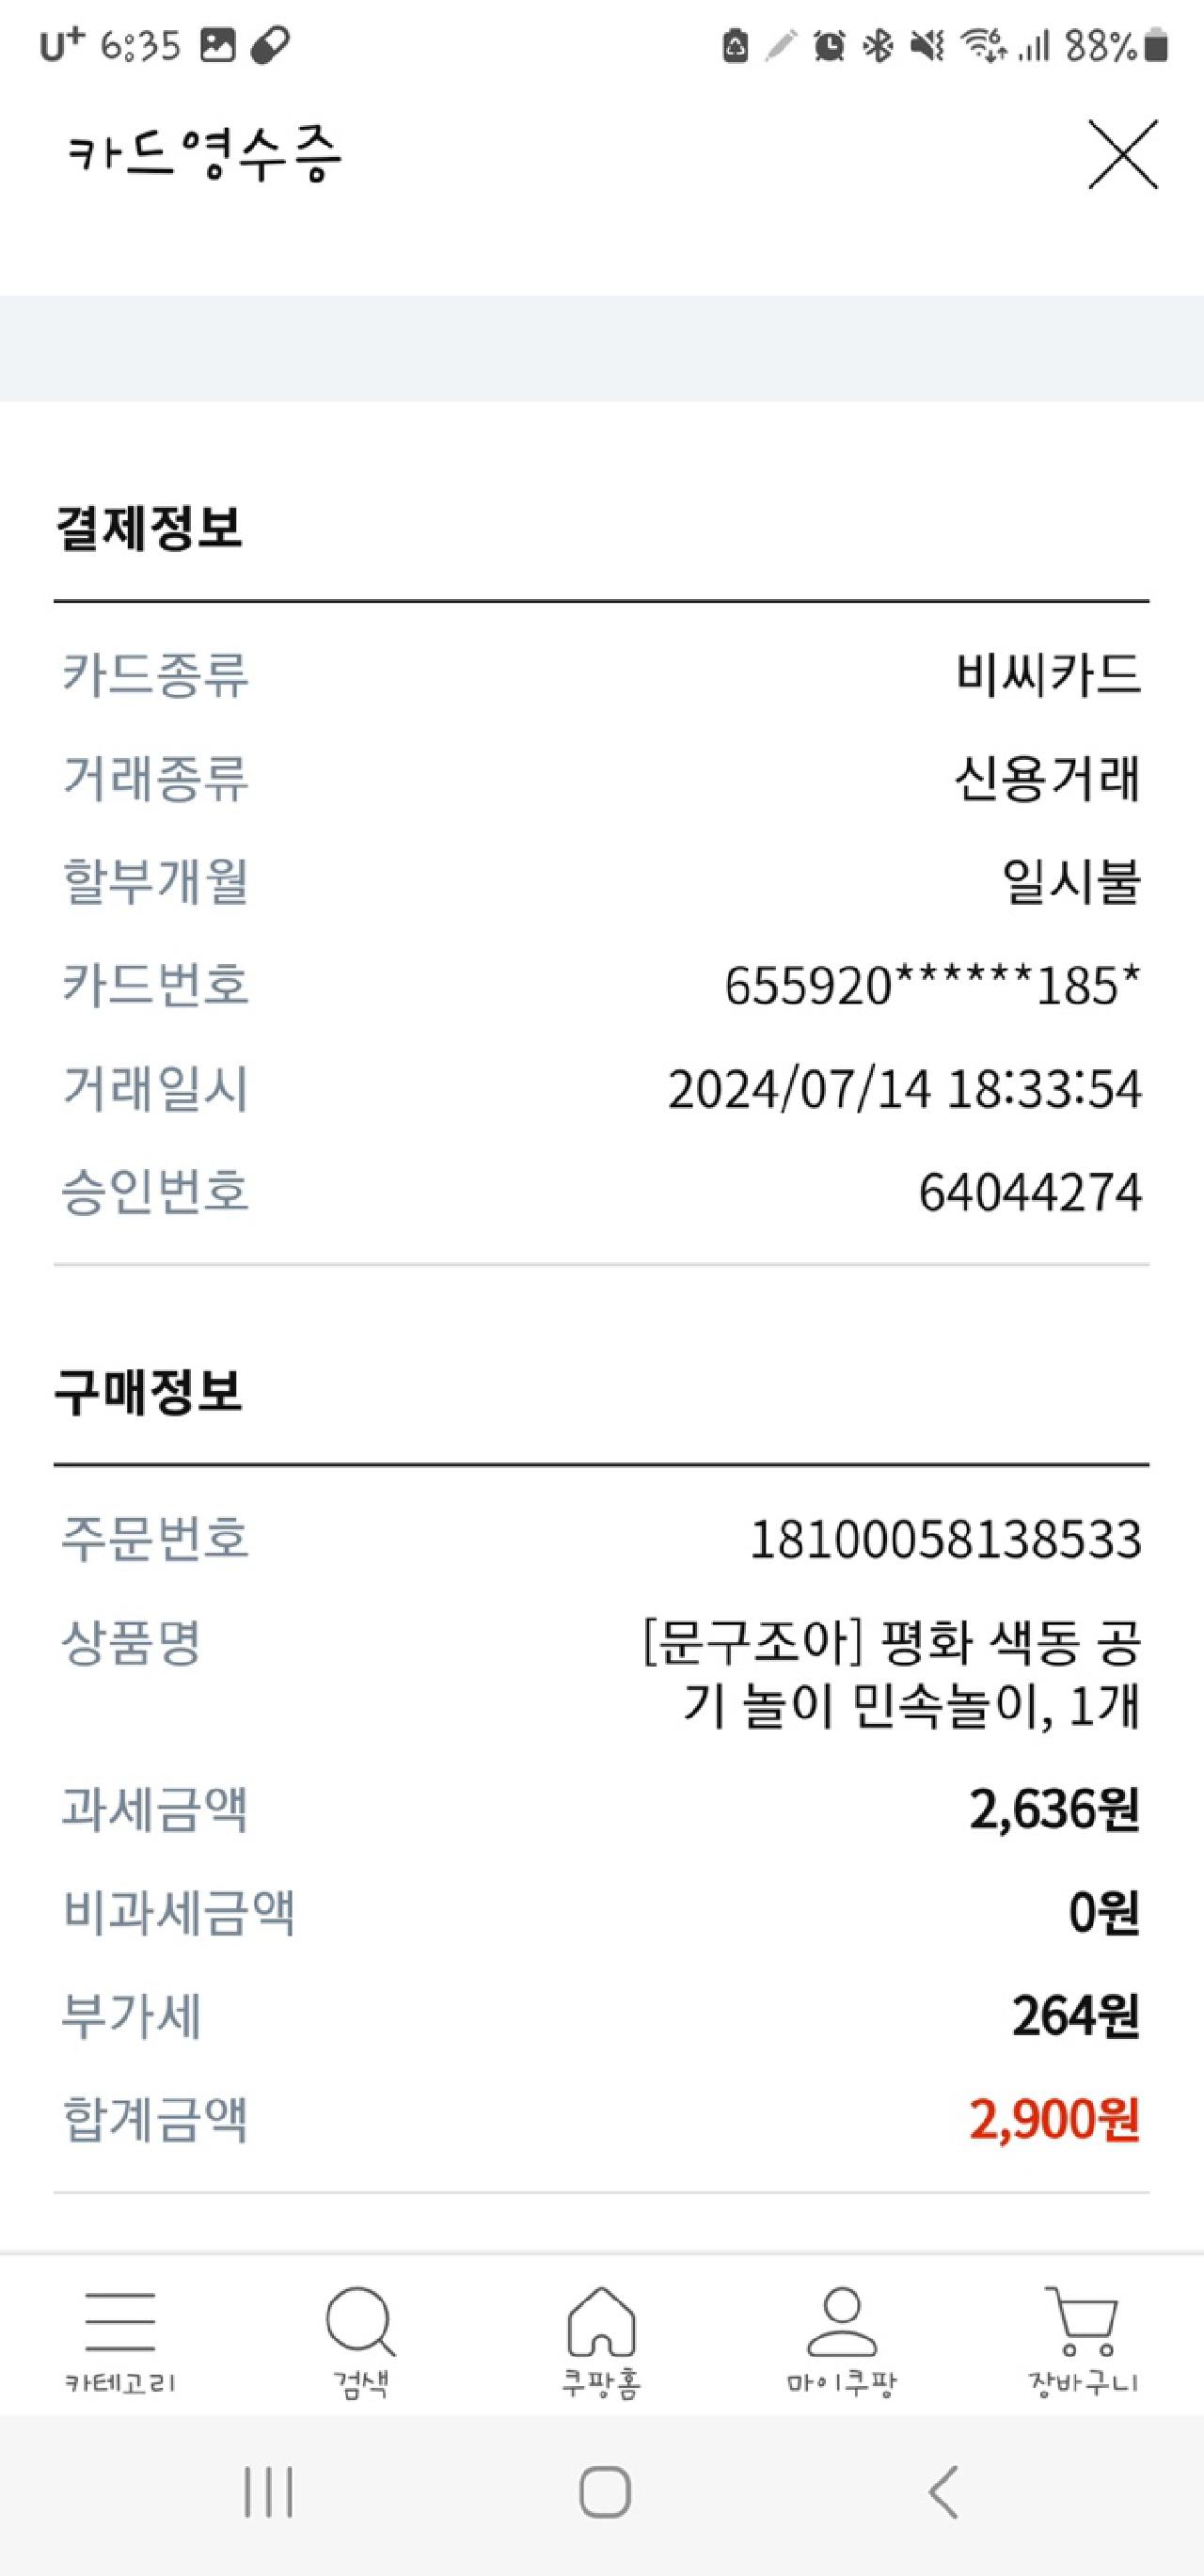 U+ 6:35 88%
카드영수증
결제정보
카드종류 비씨카드
거래종류 신용거래
할부개월 일시불
카드번호 655920******185*
거래일시 2024/07/14 18:33:54
승인번호 64044274
구매정보
주문번호 18100058138533
상품명 [문구조아] 평화 색동 공
기 놀이 민속놀이, 1개
과세금액 2,636원
비과세금액 0원
부가세 264원
합계금액 2,900원
카테고리 검색 쿠팡홈 마이쿠팡 장바구니